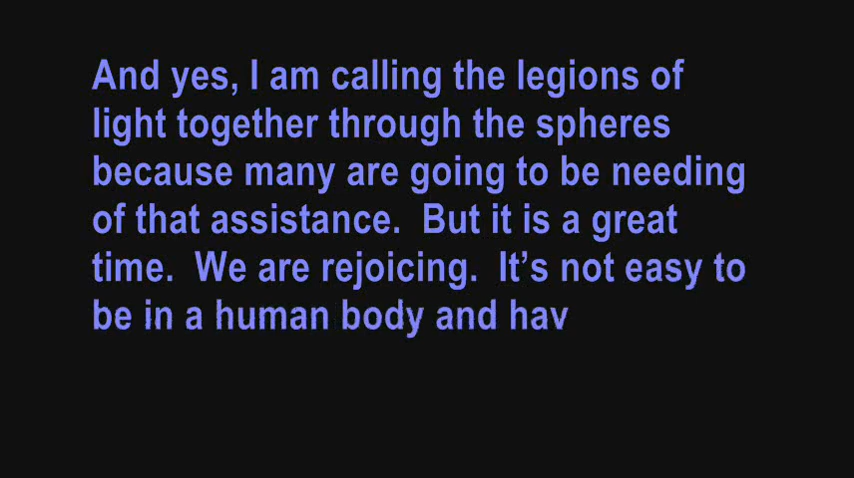 And yes, I am calling the legions of
light together through the spheres
because many are going to be needing
of that assistance.  But it is a great
time.  We are rejoicing.  It’s not easy to
be in a human body and hav